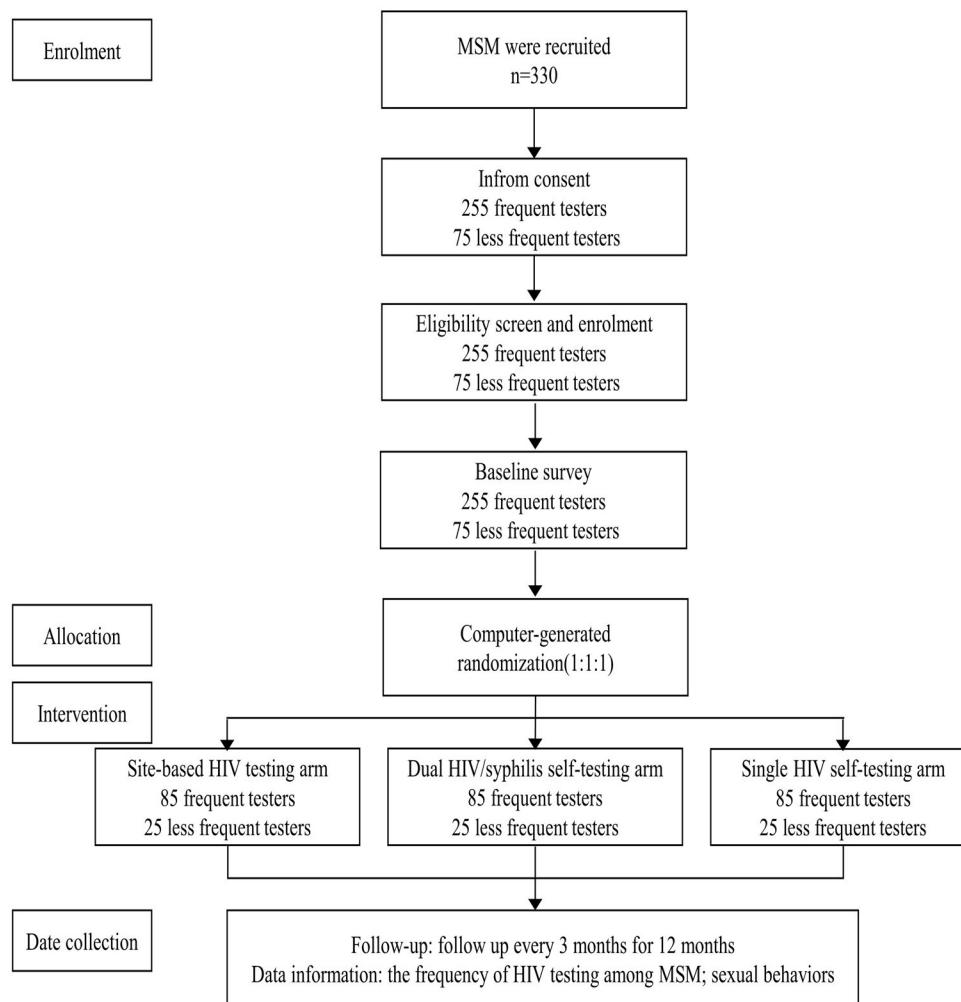 Enrolment
MSM were recruited
n=330
Infrom consent
255 frequent testers
75 less frequent testers
Eligibility screen and enrolment
255 frequent testers
75 less frequent testers
Baseline survey
255 frequent testers
75 less frequent testers
Allocation
Computer-generated
randomization(1:1:1)
Intervention
Site-based HIV testing arm
85 frequent testers
25 less frequent testers
Dual HIV/syphilis self-testing arm
85 frequent testers
25 less frequent testers
Single HIV self-testing arm
85 frequent testers
25 less frequent testers
Date collection
Follow-up: follow up every 3 months for 12 months
Data information: the frequency of HIV testing among MSM; sexual behaviors